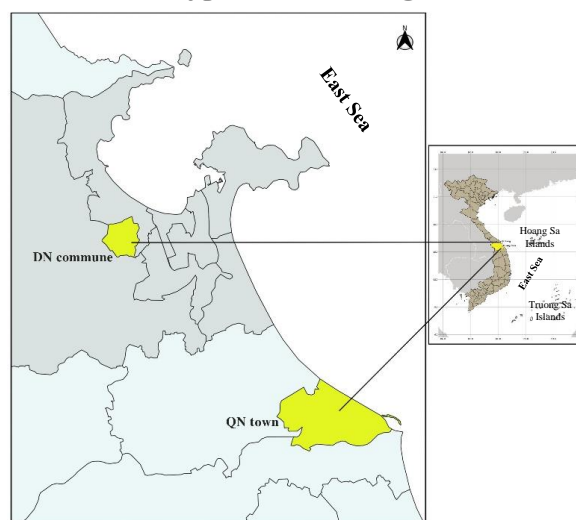 N
East Sea
DN commune
QN town
Hoang Sa
Islands
East Sea
Truong Sa
Islands